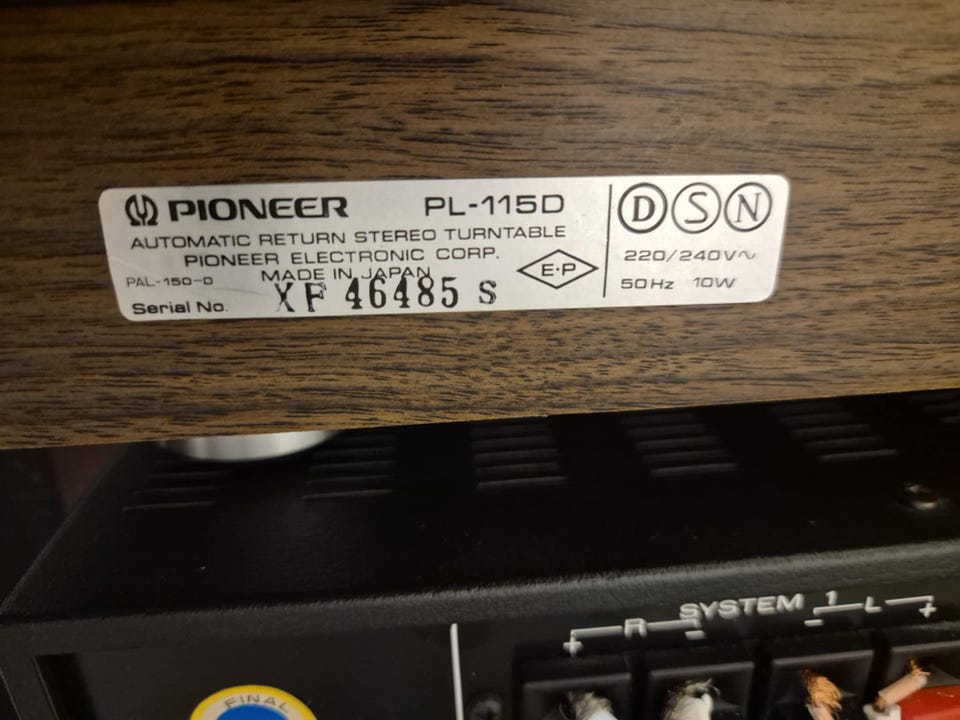 PIONEER PL-115D
AUTOMATIC RETURN STEREO TURNTABLE
PIONEER ELECTRONIC CORP.
MADE IN JAPAN
PAL-150-0
Serial No. XF 46485 S
E·P
D S N
220/240V~
50Hz 10W
SYSTEM 1
+ R - - L +
FINAL